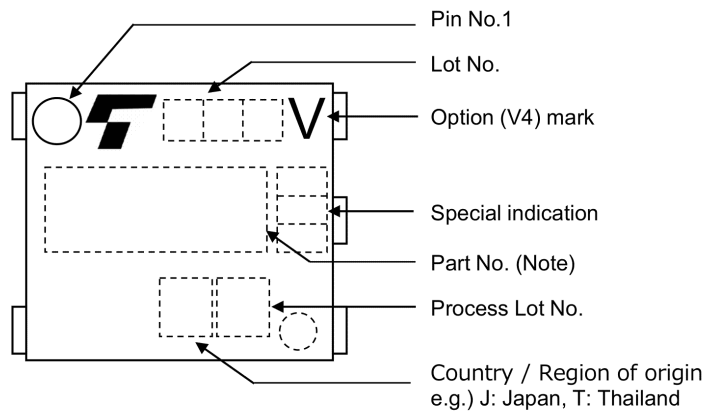 Pin No.1
Lot No.
V
Option (V4) mark
Special indication
Part No. (Note)
Process Lot No.
Country / Region of origin
e.g.) J: Japan, T: Thailand